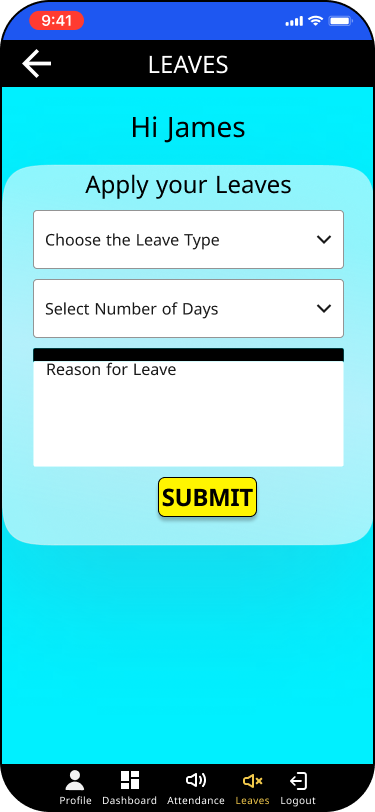 9:41
LEAVES
Hi James
Apply your Leaves
Choose the Leave Type
Select Number of Days
Reason for Leave
SUBMIT
Profile Dashboard Attendance Leaves Logout